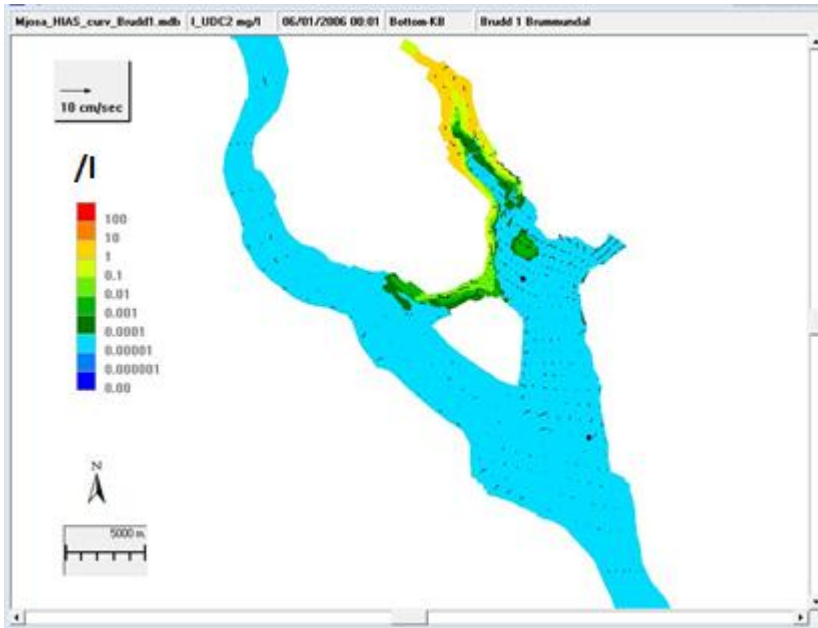 Mjosa_HIAS_curv_Brudd1.mdb I_UDC2 mg/l 06/01/2006 00:01 Bottom-KB Brudd 1 Brummundal
10 cm/sec
/l
100
10
1
0.1
0.01
0.001
0.0001
0.00001
0.000001
0.00
N
5000 m.